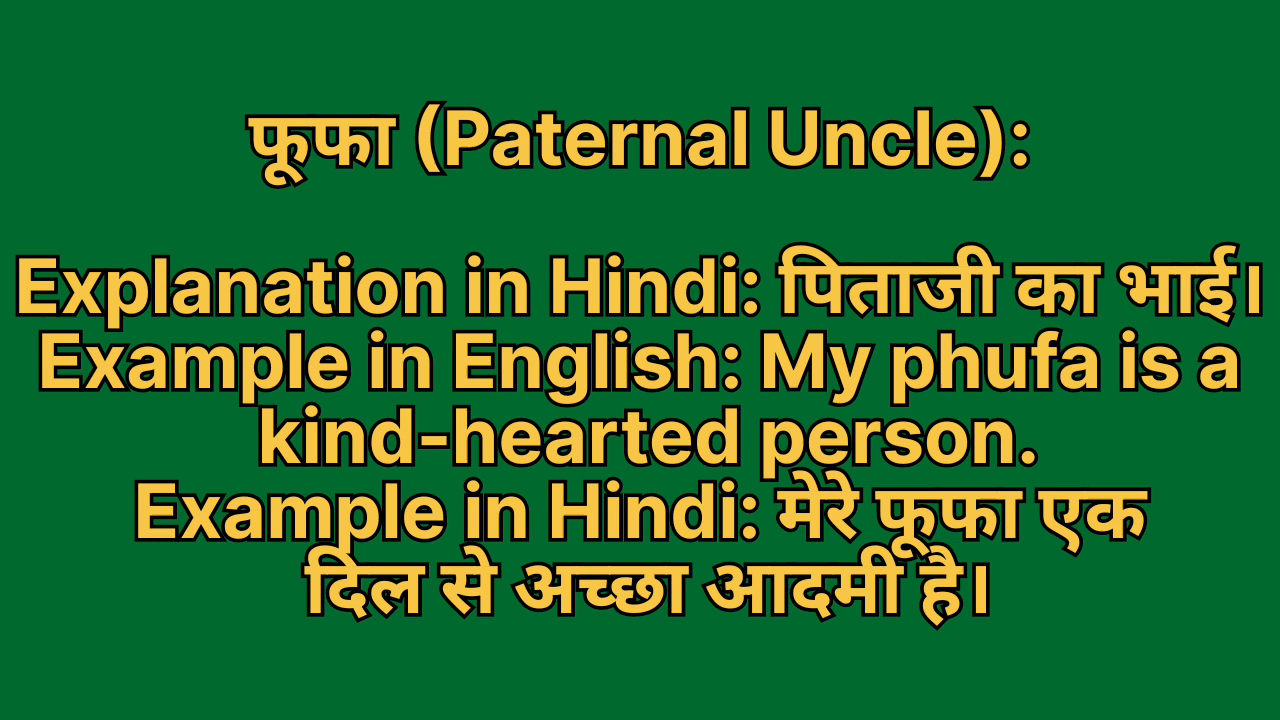 फूफा (Paternal Uncle):
Explanation in Hindi: पिताजी का भाई।
Example in English: My phufa is a
kind-hearted person.
Example in Hindi: मेरे फूफा एक
दिल से अच्छा आदमी है।